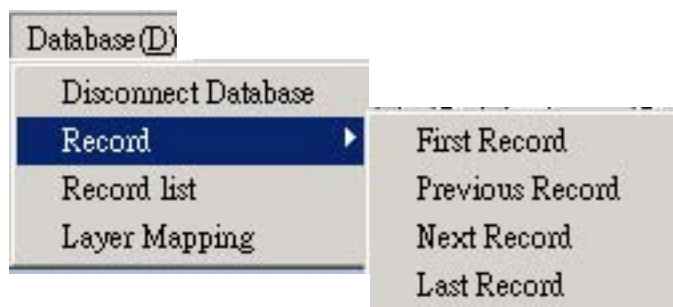 Database(D)
Disconnect Database
Record
Record list
Layer Mapping
First Record
Previous Record
Next Record
Last Record